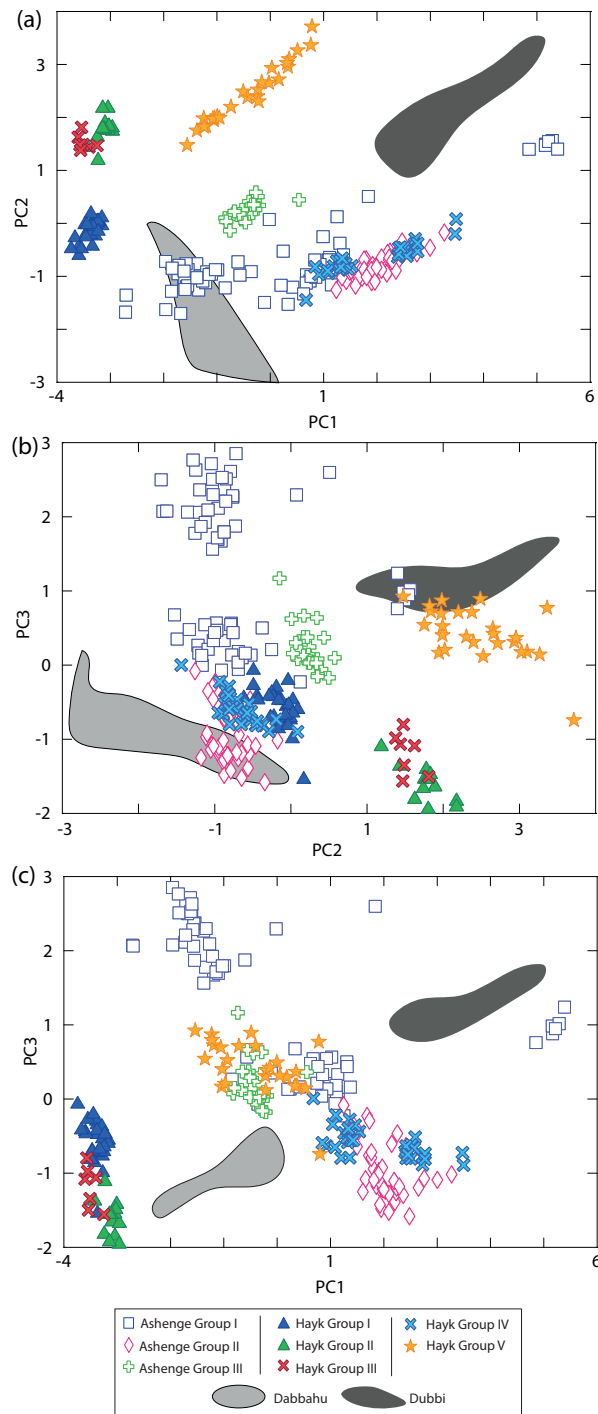 (a)
3
1
-1
-3
PC2
-4
1
6
PC1
(b)
3
2
1
0
-1
-2
PC3
-3
-1
1
3
PC2
(c)
3
2
1
0
-1
-2
PC3
-4
1
6
PC1
Ashenge Group I
Hayk Group I
Hayk Group IV
Ashenge Group II
Hayk Group II
Hayk Group V
Ashenge Group III
Hayk Group III
Dabbahu
Dubbi